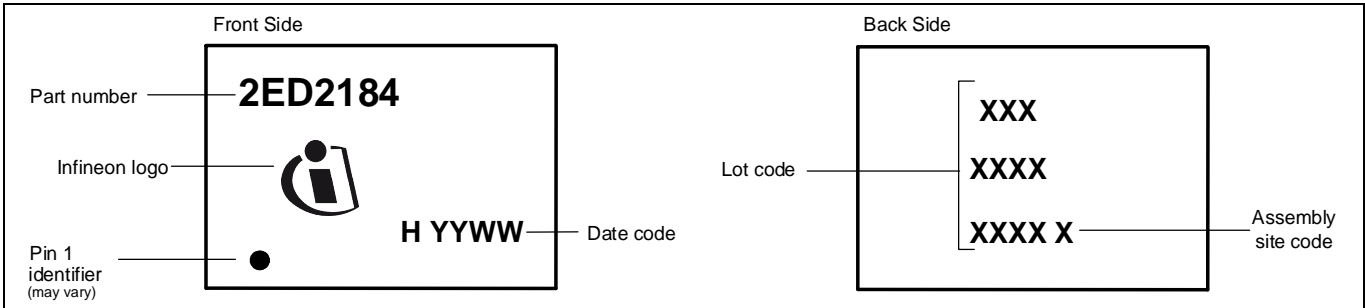 Front Side
Part number
2ED2184
Infineon logo
H YYWW
Date code
Pin 1
identifier
(may vary)
Back Side
Lot code
XXX
XXXX
XXXX X
Assembly
site code